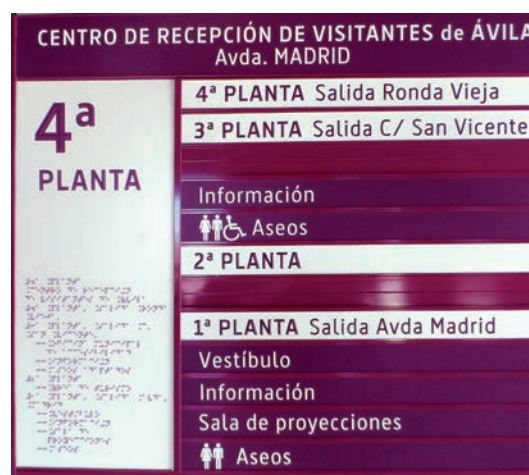 CENTRO DE RECEPCIÓN DE VISITANTES de ÁVILA
Avda. MADRID
4ª
PLANTA
4ª PLANTA Salida Ronda Vieja
3ª PLANTA Salida C/ San Vicente
Información
Aseos
2ª PLANTA
1ª PLANTA Salida Avda Madrid
Vestíbulo
Información
Sala de proyecciones
Aseos